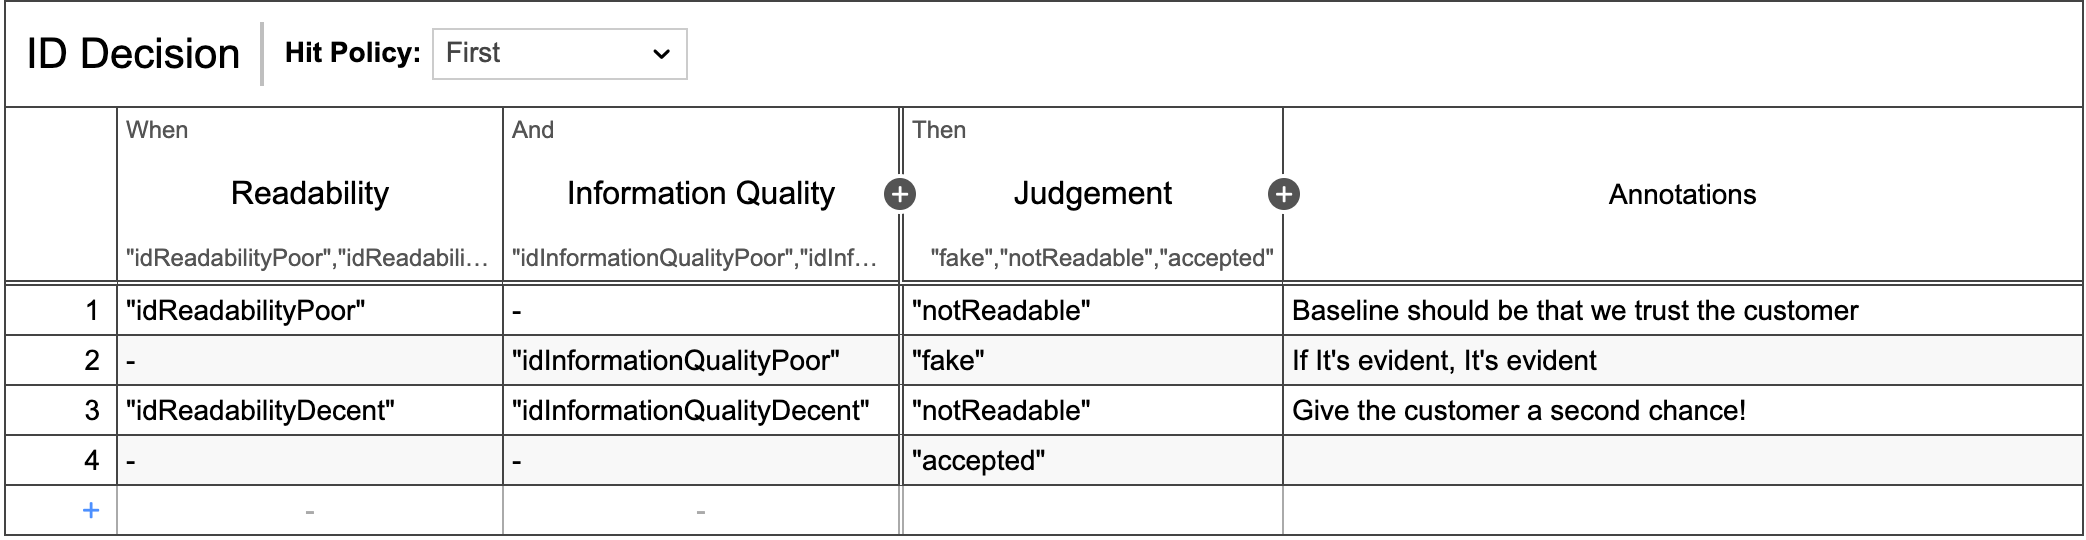 ID Decision Hit Policy: First
When And Then
Readability Information Quality + Judgement + Annotations
"idReadabilityPoor","idReadabili... "idInformationQualityPoor","idInf... "fake","notReadable","accepted"
1 "idReadabilityPoor" - "notReadable" Baseline should be that we trust the customer
2 - "idInformationQualityPoor" "fake" If It's evident, It's evident
3 "idReadabilityDecent" "idInformationQualityDecent" "notReadable" Give the customer a second chance!
4 - - "accepted"
+ - -